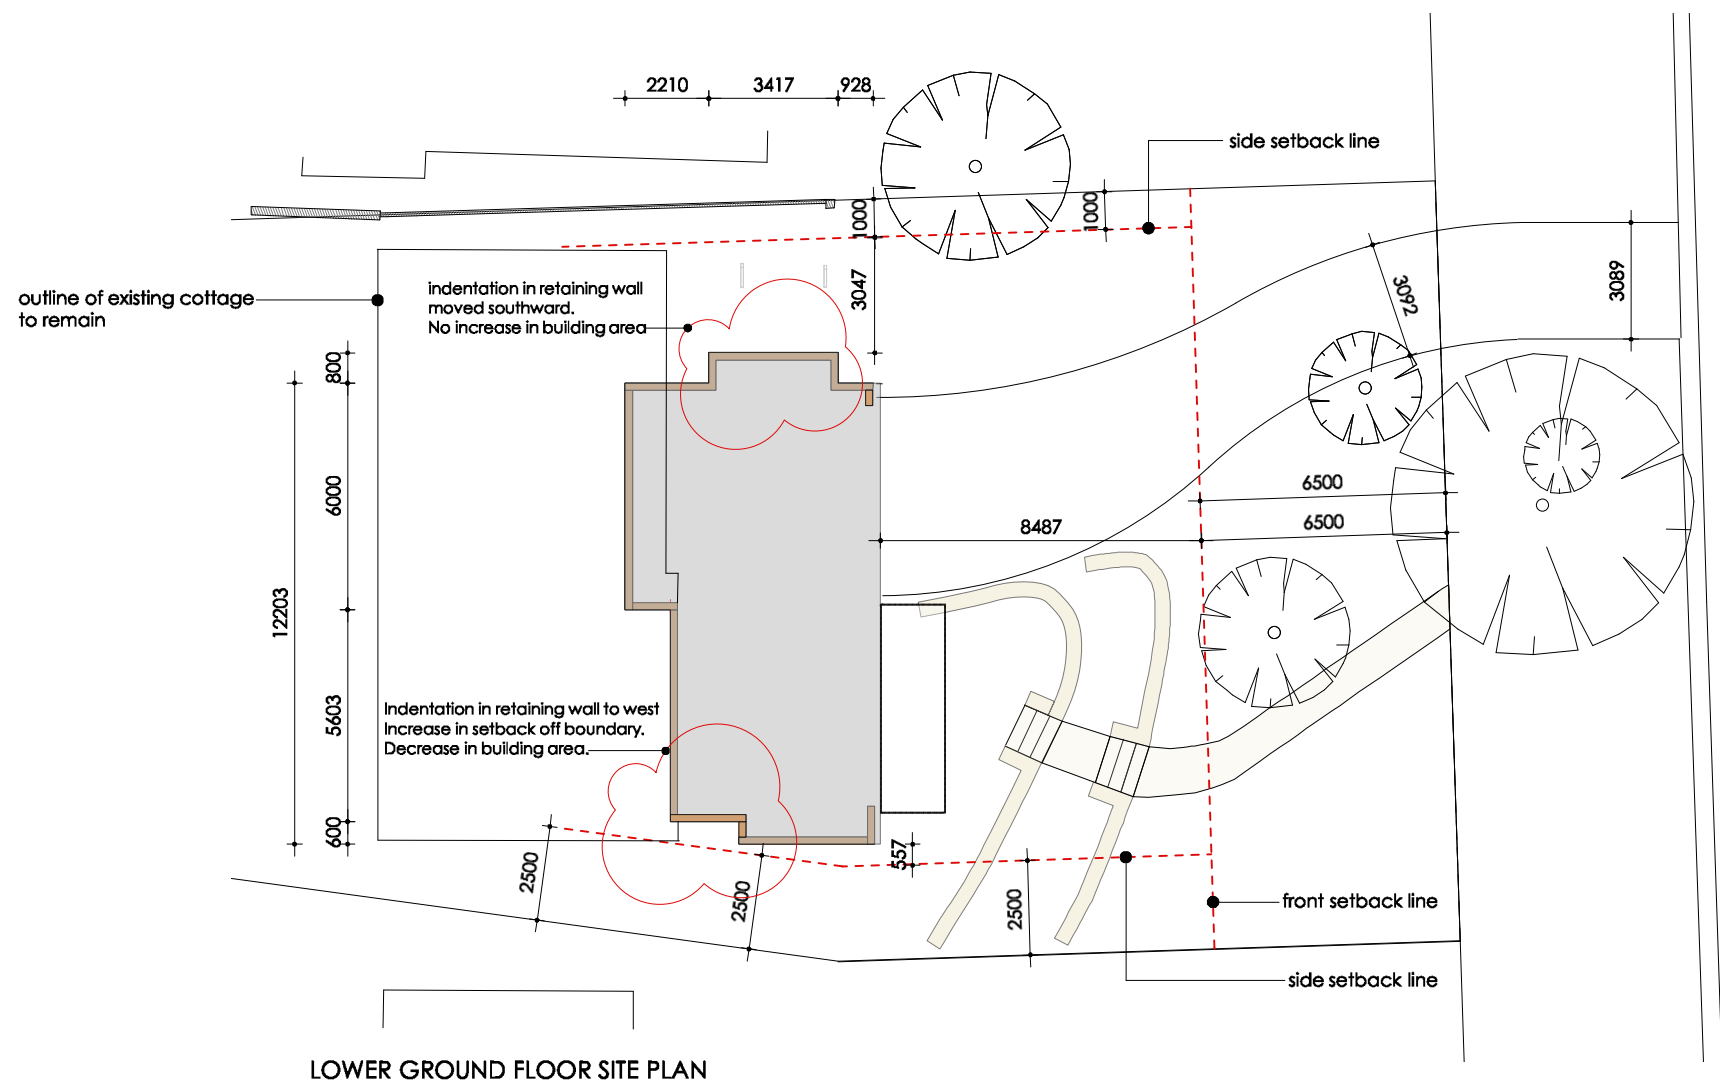 2210 3417 928
side setback line
1000
1000
outline of existing cottage
to remain
indentation in retaining wall
moved southward.
No increase in building area
3047
3092
3089
800
6000
6500
6500
8487
12203
5603
Indentation in retaining wall to west
Increase in setback off boundary.
Decrease in building area.
600
2500
2500
557
2500
front setback line
side setback line
LOWER GROUND FLOOR SITE PLAN